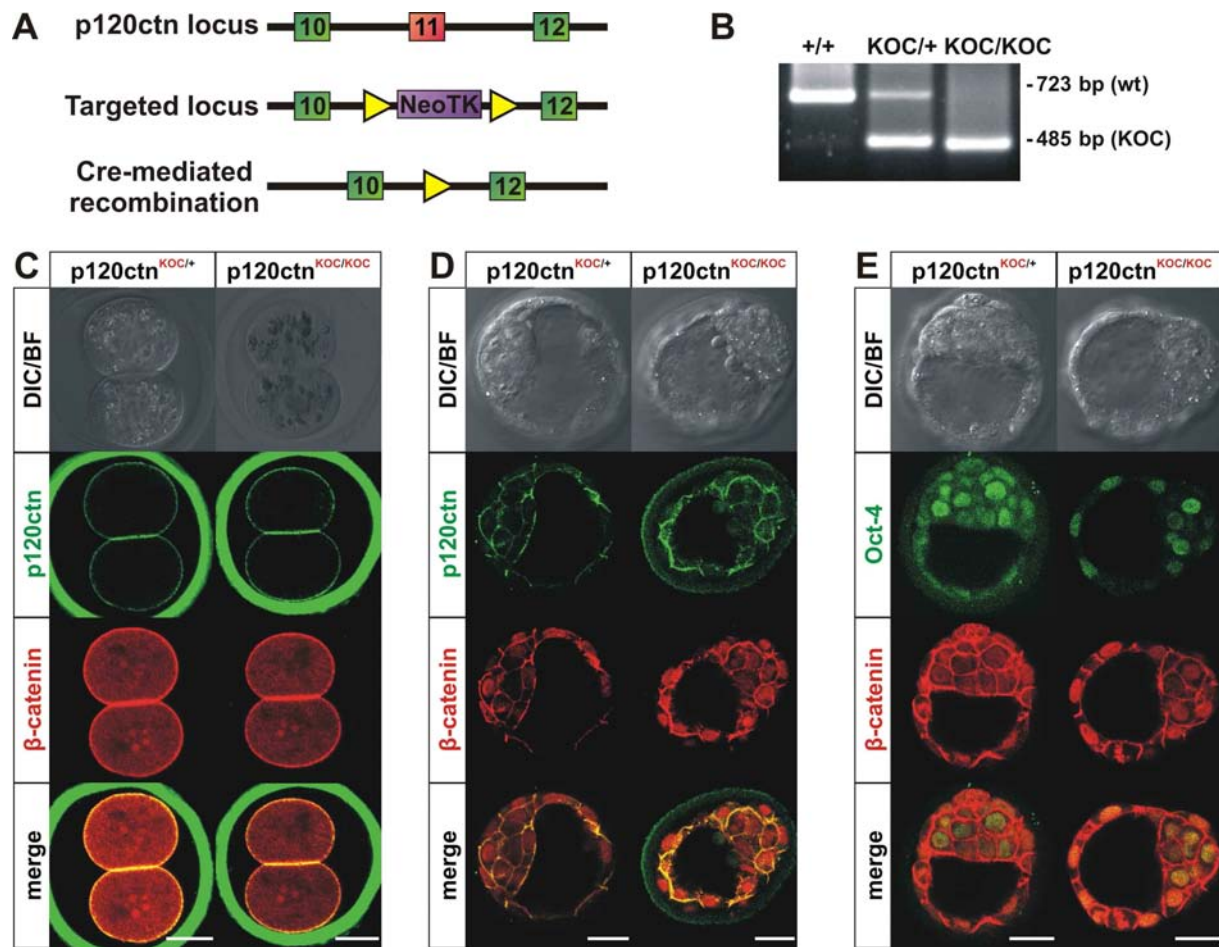 A
p120ctn locus
10 11 12
Targeted locus
10 NeoTK 12
Cre-mediated
recombination
10 12
B
+/+ KOC/+ KOC/KOC
-723 bp (wt)
-485 bp (KOC)
C
p120ctnKOC/+ p120ctnKOC/KOC
DIC/BF
p120ctn
β-catenin
merge
D
p120ctnKOC/+ p120ctnKOC/KOC
DIC/BF
p120ctn
β-catenin
merge
E
p120ctnKOC/+ p120ctnKOC/KOC
DIC/BF
Oct-4
β-catenin
merge